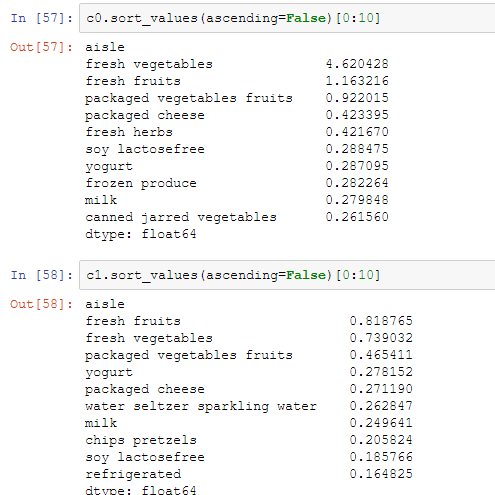 In [57]: c0.sort_values(ascending=False)[0:10]
Out[57]: aisle
fresh vegetables 4.620428
fresh fruits 1.163216
packaged vegetables fruits 0.922015
packaged cheese 0.423395
fresh herbs 0.421670
soy lactosefree 0.288475
yogurt 0.287095
frozen produce 0.282264
milk 0.279848
canned jarred vegetables 0.261560
dtype: float64
In [58]: c1.sort_values(ascending=False)[0:10]
Out[58]: aisle
fresh fruits 0.818765
fresh vegetables 0.739032
packaged vegetables fruits 0.465411
yogurt 0.278152
packaged cheese 0.271190
water seltzer sparkling water 0.262847
milk 0.249641
chips pretzels 0.205824
soy lactosefree 0.185766
refrigerated 0.164825
dtype: float64